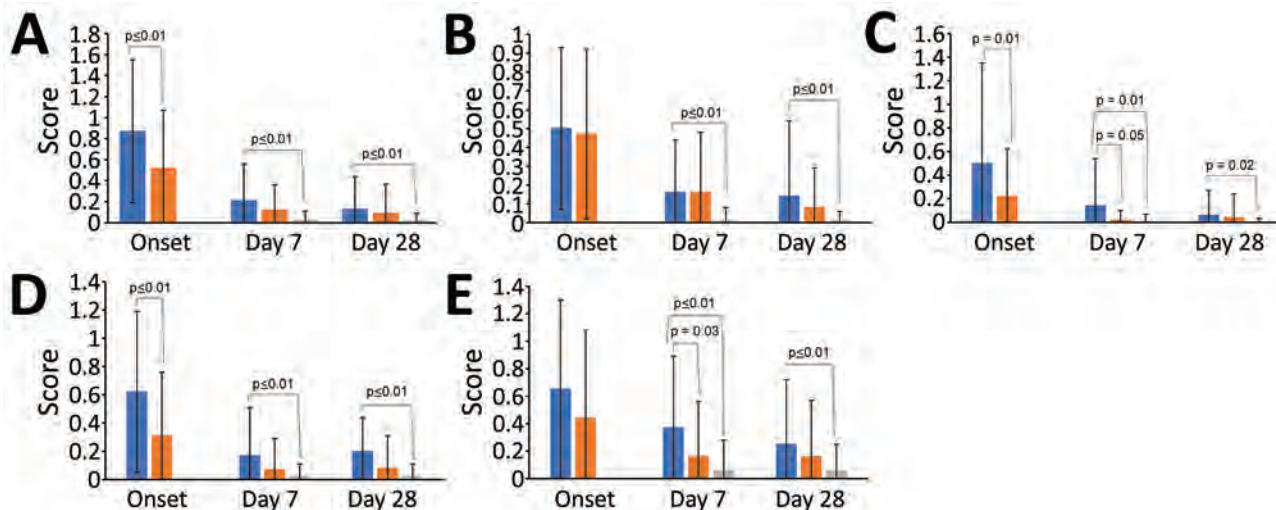 A
Score
1.8
1.6
1.4
1.2
1
0.8
0.6
0.4
0.2
0
p≤0.01
p≤0.01
p≤0.01
Onset Day 7 Day 28
B
Score
1
0.9
0.8
0.7
0.6
0.5
0.4
0.3
0.2
0.1
0
p≤0.01
p≤0.01
Onset Day 7 Day 28
C
Score
1.6
1.4
1.2
1
0.8
0.6
0.4
0.2
0
p = 0.01
p = 0.01
p = 0.05
p = 0.02
Onset Day 7 Day 28
D
Score
1.4
1.2
1
0.8
0.6
0.4
0.2
0
p≤0.01
p≤0.01
p≤0.01
Onset Day 7 Day 28
E
Score
1.4
1.2
1
0.8
0.6
0.4
0.2
0
p≤0.01
p = 0.03
p≤0.01
Onset Day 7 Day 28